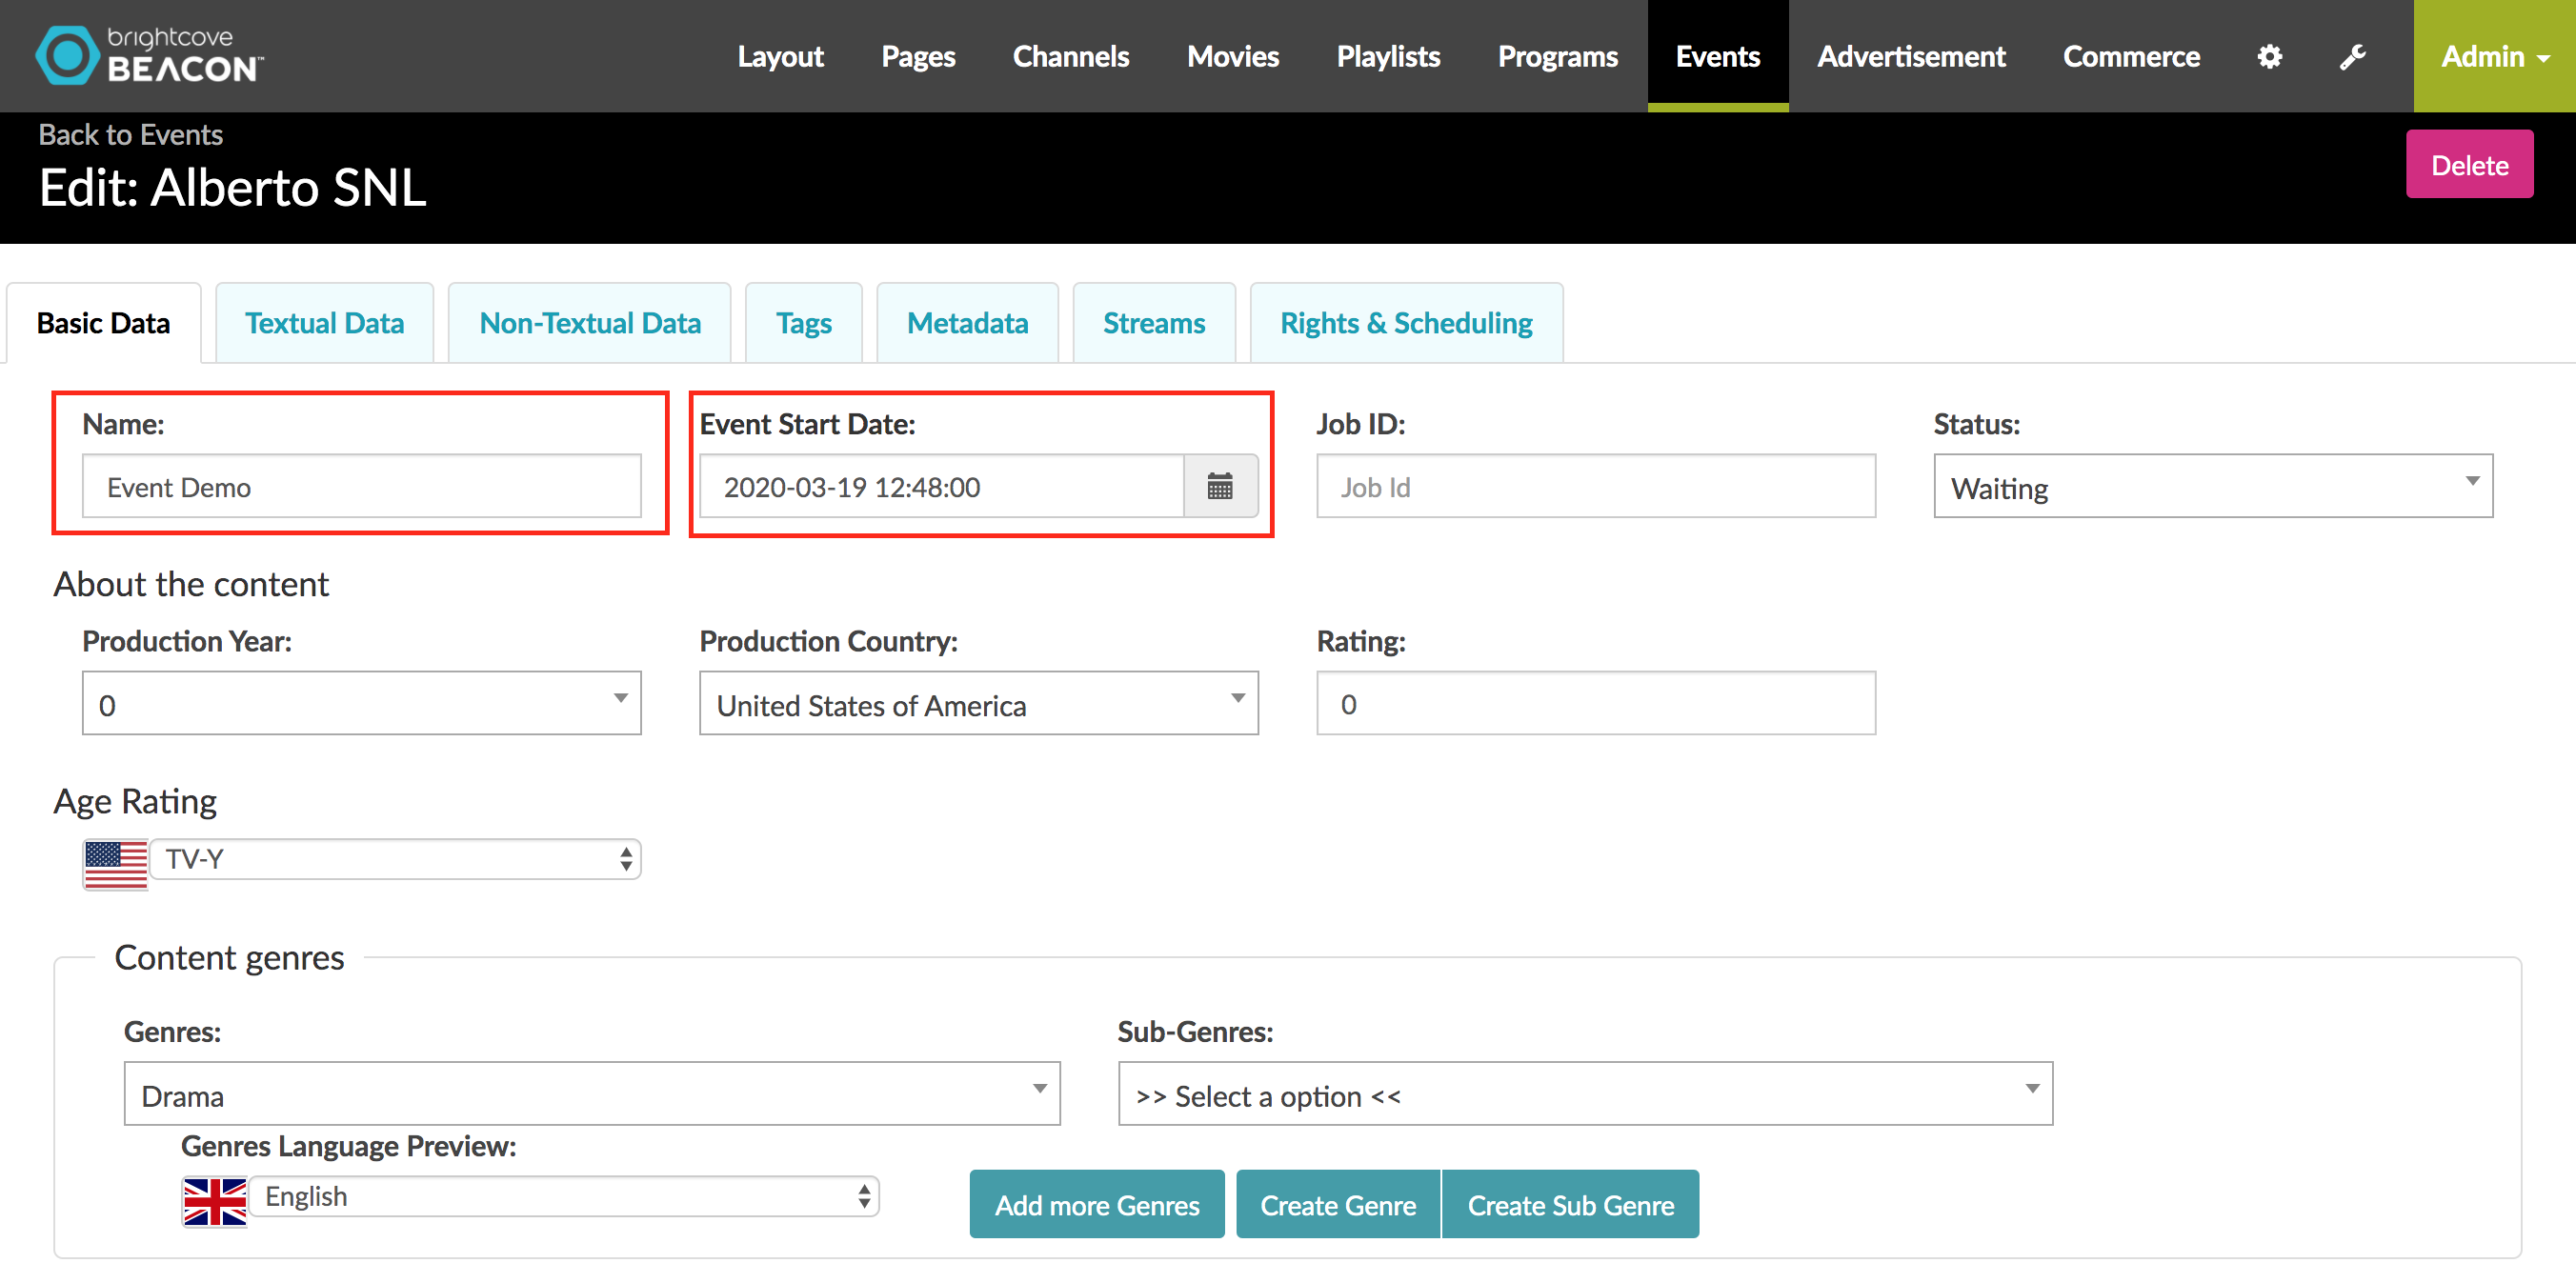 brightcove
BEACON™
Layout Pages Channels Movies Playlists Programs Events Advertisement Commerce Admin
Back to Events
Edit: Alberto SNL
Delete
Basic Data Textual Data Non-Textual Data Tags Metadata Streams Rights & Scheduling
Name: Event Start Date: Job ID: Status:
Event Demo 2020-03-19 12:48:00 Job Id Waiting
About the content
Production Year: Production Country: Rating:
0 United States of America 0
Age Rating
TV-Y
Content genres
Genres: Sub-Genres:
Drama >> Select a option <<
Genres Language Preview:
English Add more Genres Create Genre Create Sub Genre